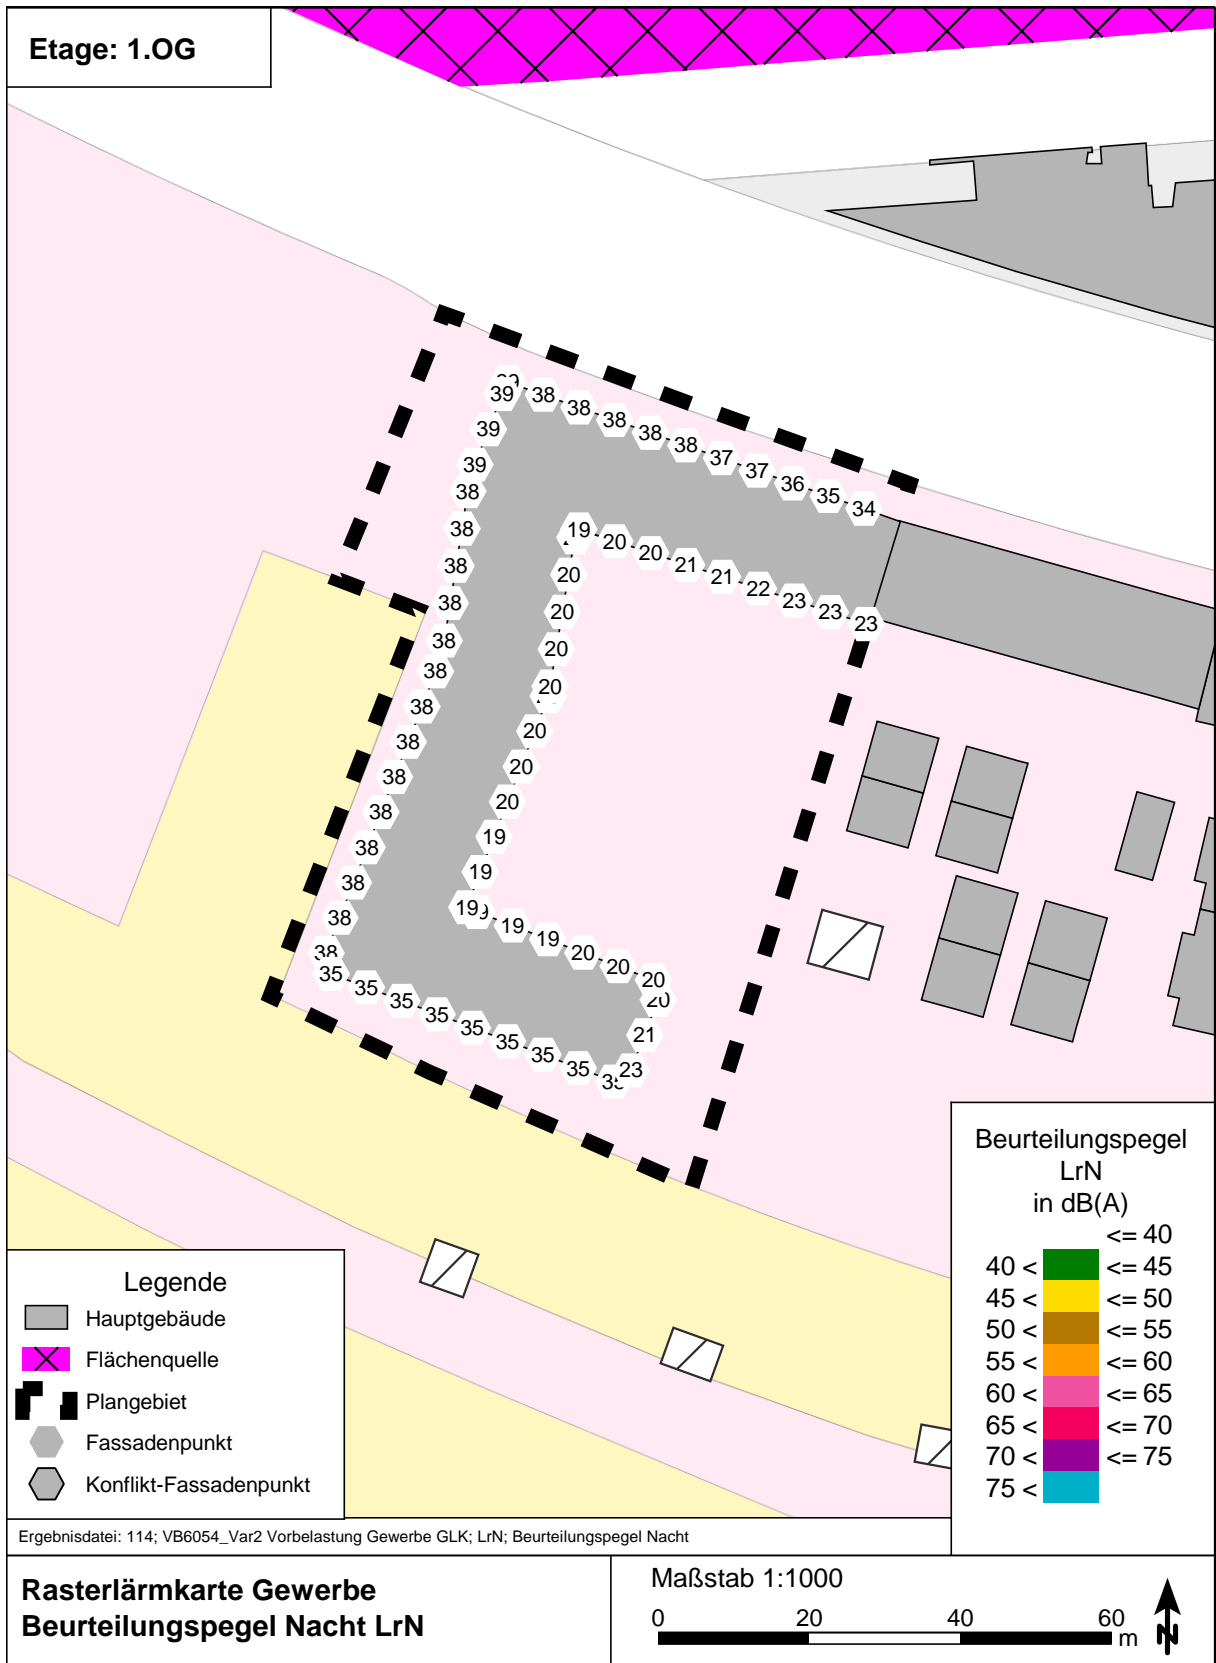 Etage: 1.OG
39
39 38 38 38 38 38 37 37 36 35 34
39
39
38
38
38
38
38
38
38
38
38
38
38
38
38
38
19 20 20 21 21 22 23 23 23
20
20
20
20
20
20
20
19
19
19 19 19 19 20 20 20
20
21
23
35 35 35 35 35 35 35 35 35
Beurteilungspegel
LrN
in dB(A)
<= 40
40 < <= 45
45 < <= 50
50 < <= 55
55 < <= 60
60 < <= 65
65 < <= 70
70 < <= 75
75 <
Legende
Hauptgebäude
Flächenquelle
Plangebiet
Fassadenpunkt
Konflikt-Fassadenpunkt
Ergebnisdatei: 114; VB6054_Var2 Vorbelastung Gewerbe GLK; LrN; Beurteilungspegel Nacht
Rasterlärmkarte Gewerbe
Beurteilungspegel Nacht LrN
Maßstab 1:1000
0 20 40 60
m
N